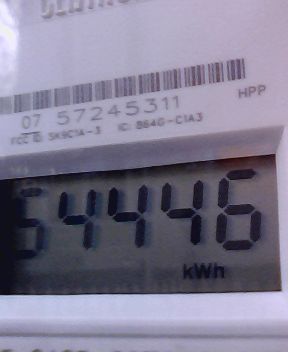 07 57245311 HPP
FCC ID SK9C1A-3 IC: 864G-C1A3
54446
kWh